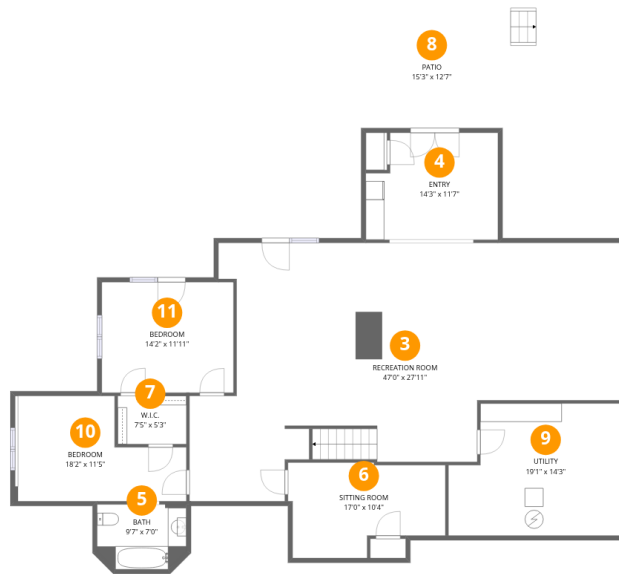 8
PATIO
15'3" x 12'7"
4
ENTRY
14'3" x 11'7"
11
BEDROOM
14'2" x 11'11"
3
RECREATION ROOM
47'0" x 27'11"
7
W.I.C.
7'5" x 5'3"
10
BEDROOM
18'2" x 11'5"
9
UTILITY
19'1" x 14'3"
6
SITTING ROOM
17'0" x 10'4"
5
BATH
9'7" x 7'0"